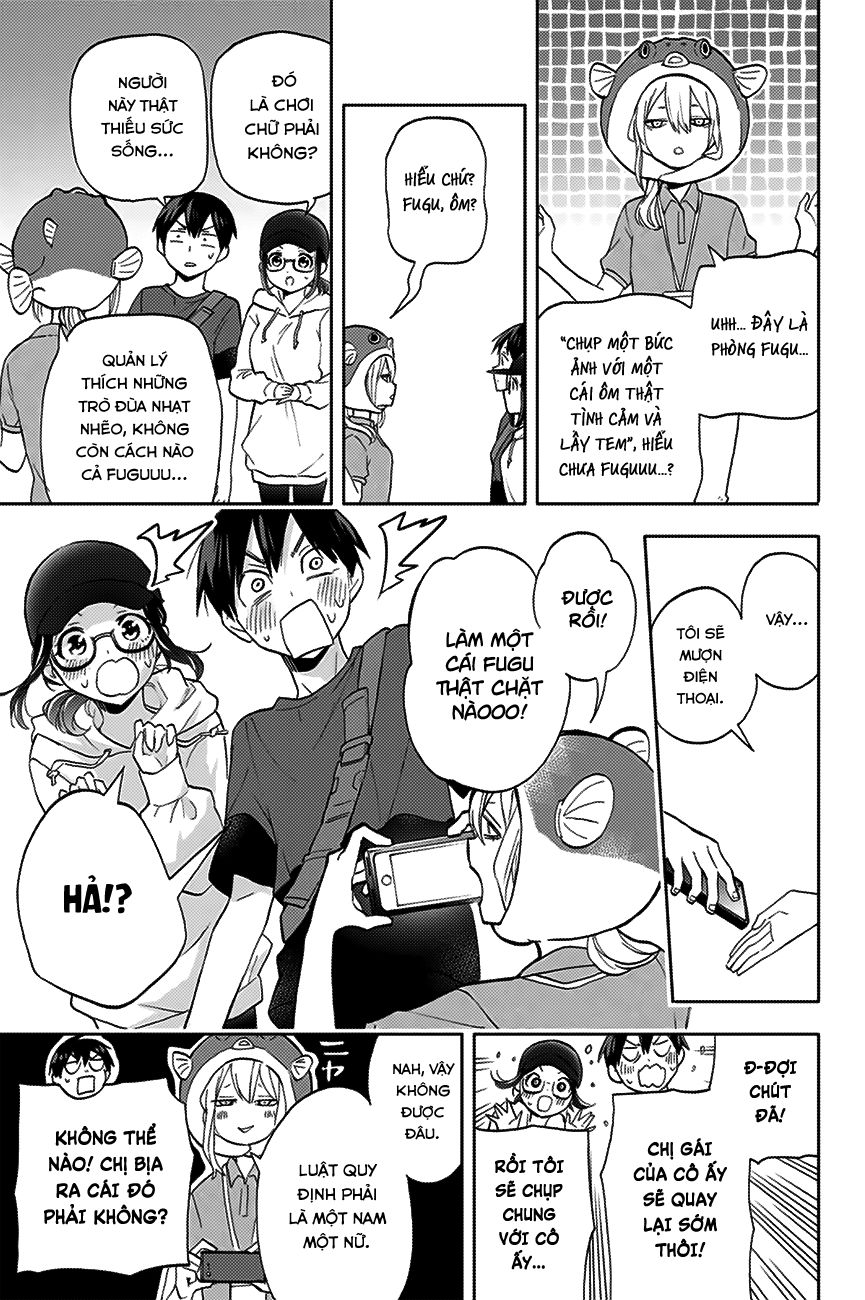 UHH... ĐÂY LÀ
PHÒNG FUGU...
"CHỤP MỘT BỨC
ẢNH VỚI MỘT
CÁI ÔM THẬT
TÌNH CẢM VÀ
LẦY TEM", HIỂU
CHƯA FUGUUU...?
HIỂU CHỨ?
FUGU, ÔM?
ĐÓ
LÀ CHƠI
CHỮ PHẢI
KHÔNG?
NGƯỜI
NÀY THẬT
THIẾU SỨC
SỐNG...
QUẢN LÝ
THÍCH NHỮNG
TRÒ ĐÙA NHẠT
NHẼO, KHÔNG
CÒN CÁCH NÀO
CẢ FUGUUU...
VẬY...
TÔI SẼ
MƯỢN
ĐIỆN
THOẠI.
ĐƯỢC
RỒI!
LÀM MỘT
CÁI FUGU
THẬT CHẶT
NÀOOO!
HẢ!?
Đ-ĐỢI
CHÚT
ĐÃ!
CHỊ GÁI
CỦA CÔ ẤY
SẼ QUAY
LẠI SỚM
THÔI!
RỒI TÔI
SẼ CHỤP
CHUNG
VỚI CÔ
ẤY...
NAH, VẬY
KHÔNG
ĐƯỢC
ĐÂU.
LUẬT QUY
ĐỊNH PHẢI
LÀ MỘT NAM
MỘT NỮ.
ニヤ
KHÔNG THỂ
NÀO! CHỊ BỊA
RA CÁI ĐÓ
PHẢI KHÔNG?